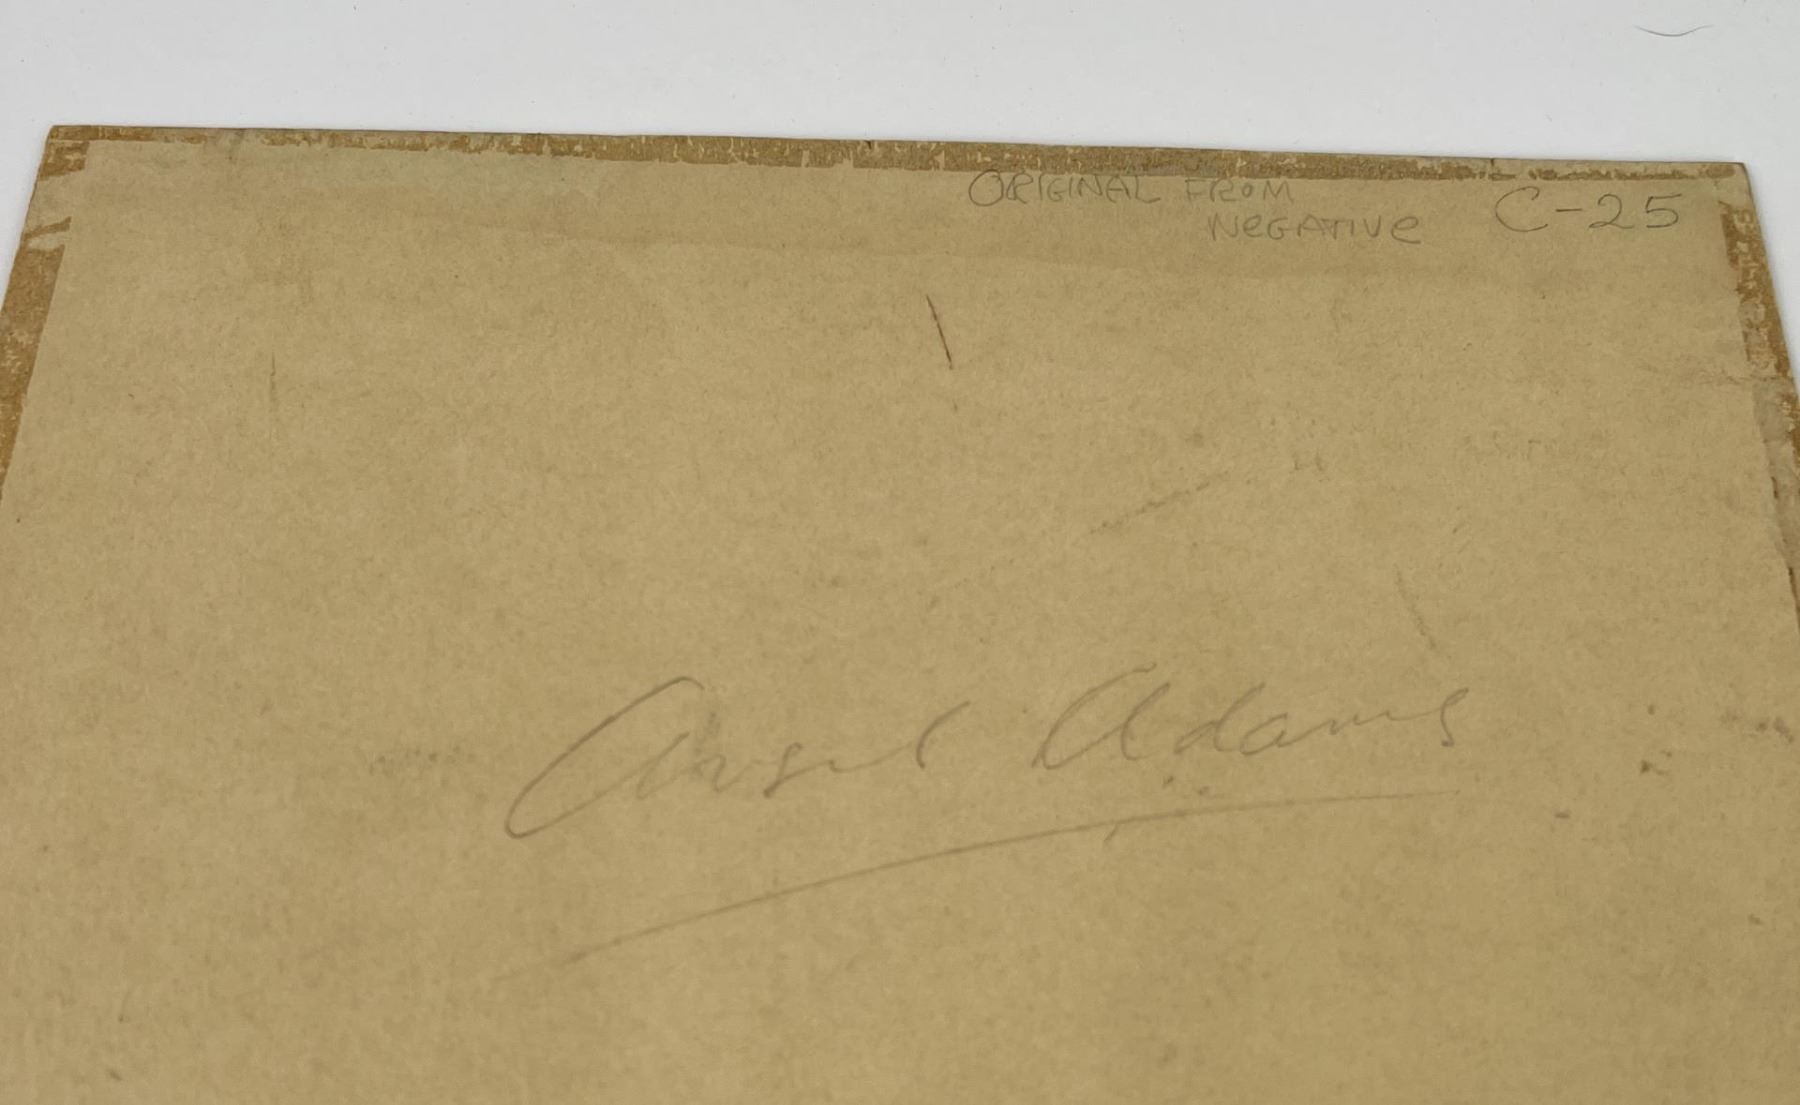 ORIGINAL FROM
NEGATIVE
C-25
Ansel Adams